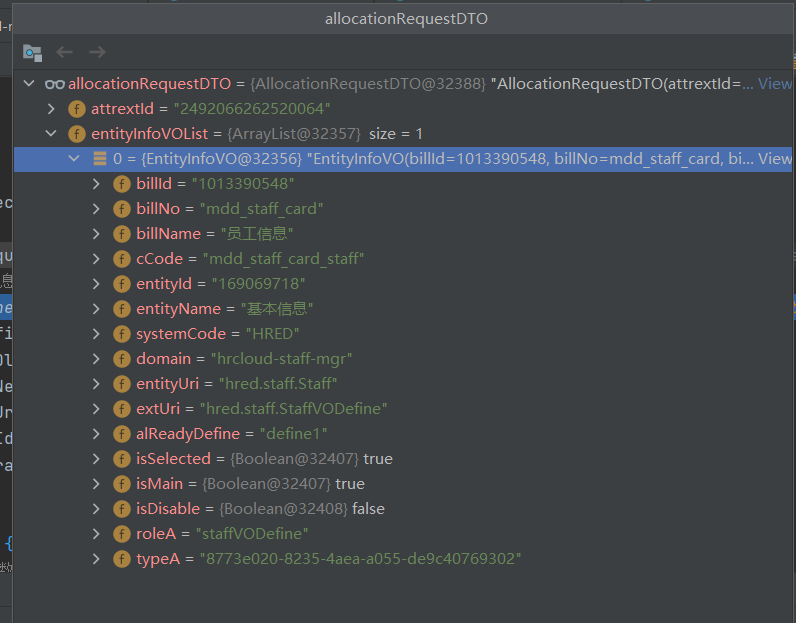 allocationRequestDTO
allocationRequestDTO = {AllocationRequestDTO@32388} "AllocationRequestDTO(attrextId=... View
f attrextId = "2492066262520064"
f entityInfoVOList = {ArrayList@32357} size = 1
0 = {EntityInfoVO@32356} "EntityInfoVO(billId=1013390548, billNo=mdd_staff_card, bi... View
f billId = "1013390548"
f billNo = "mdd_staff_card"
f billName = "员工信息"
f cCode = "mdd_staff_card_staff"
f entityId = "169069718"
f entityName = "基本信息"
f systemCode = "HRED"
f domain = "hrcloud-staff-mgr"
f entityUri = "hred.staff.Staff"
f extUri = "hred.staff.StaffVODefine"
f alReadyDefine = "define1"
f isSelected = {Boolean@32407} true
f isMain = {Boolean@32407} true
f isDisable = {Boolean@32408} false
f roleA = "staffVODefine"
f typeA = "8773e020-8235-4aea-a055-de9c40769302"